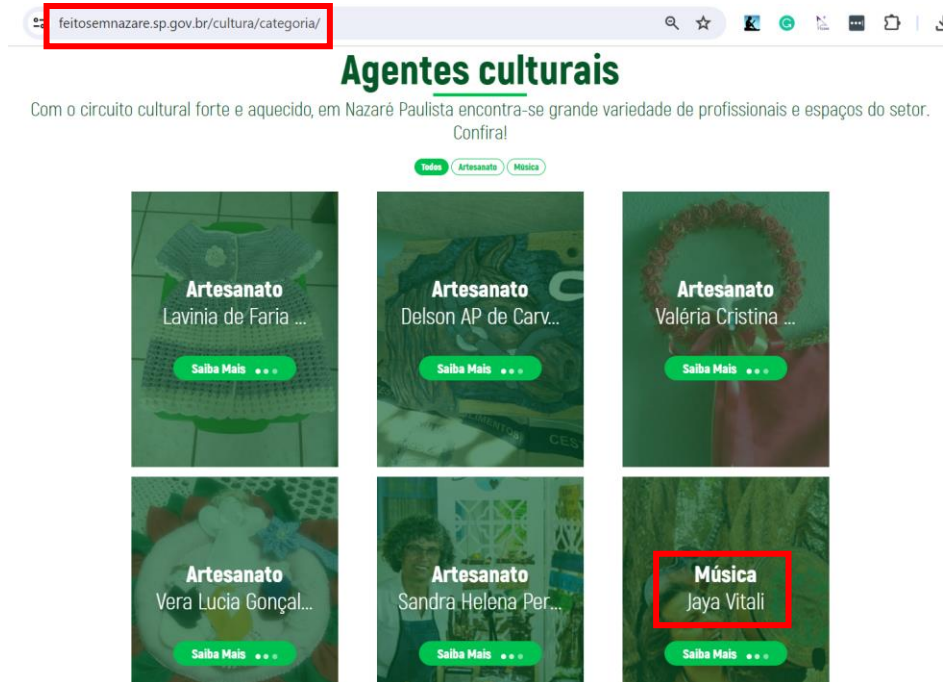 feitosemnazare.sp.gov.br/cultura/categoria/
Agentes culturais
Com o circuito cultural forte e aquecido, em Nazaré Paulista encontra-se grande variedade de profissionais e espaços do setor.
Confira!
Todos Artesanato Música
Artesanato Artesanato Artesanato
Lavinia de Faria ... Delson AP de Carv... Valéria Cristina ...
Saiba Mais Saiba Mais Saiba Mais
Artesanato Artesanato Música
Vera Lucia Gonçal... Sandra Helena Per... Jaya Vitali
Saiba Mais Saiba Mais Saiba Mais